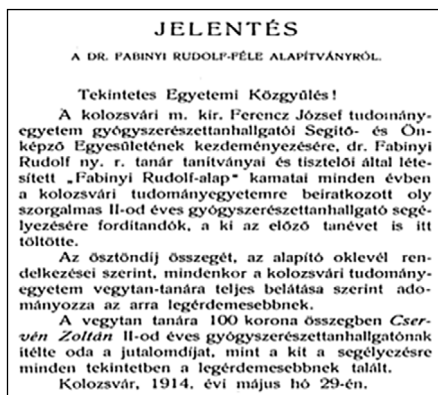 JELENTÉS
A DR. FABINYI RUDOLF-FÉLE ALAPÍTVÁNYRÓL.
Tekintetes Egyetemi Közgyűlés!
A kolozsvári m. kir. Ferencz József tudomány-
egyetem gyógyszerészettanhallgatói Segitő- és Ön-
képző Egyesületének kezdeményezésére, dr. Fabinyi
Rudolf ny. r. tanár tanítványai és tisztelői által léte-
sített „Fabinyi Rudolf-alap“ kamatai minden évben
a kolozsvári tudományegyetemre beiratkozott oly
szorgalmas II-od éves gyógyszerészettanhallgató segé-
lyezésére fordítandók, a ki az előző tanévet is itt
töltötte.
Az ösztöndíj összegét, az alapító oklevél ren-
delkezései szerint, mindenkor a kolozsvári tudomány-
egyetem vegytan-tanára teljes belátása szerint ado-
mányozza az arra legérdemesebbnek.
A vegytan tanára 100 korona összegben Cser-
vén Zoltán II-od éves gyógyszerészettanhallgatónak
itélte oda a jutalomdíjat, mint a kit a segélyezésre
minden tekintetben a legérdemesebbnek talált.
Kolozsvár, 1914. évi május hó 29-én.